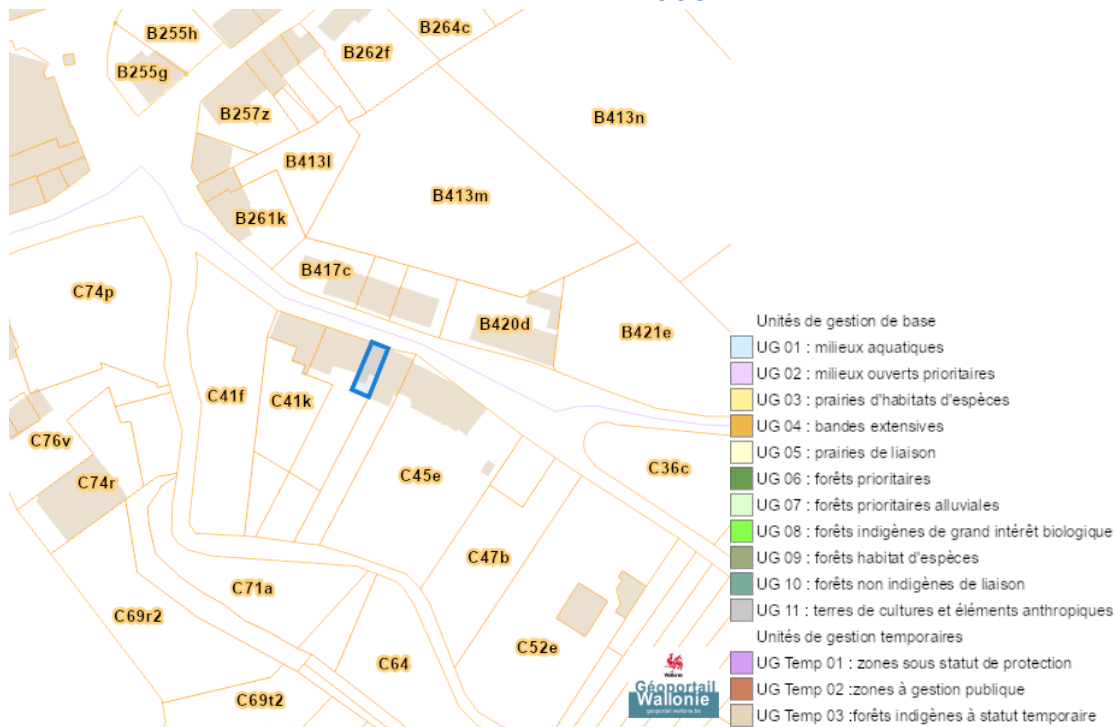 B255h
B264c
B262f
B255g
B257z
B413n
B413l
B413m
B261k
B417c
C74p
B420d
B421e
C41f
C41k
C76v
C74r
C45e
C36c
C47b
C71a
C69r2
C52e
C64
C69t2
Wallonie
Géoportail
Wallonie
geoportail.wallonie.be
Unités de gestion de base
UG 01 : milieux aquatiques
UG 02 : milieux ouverts prioritaires
UG 03 : prairies d'habitats d'espèces
UG 04 : bandes extensives
UG 05 : prairies de liaison
UG 06 : forêts prioritaires
UG 07 : forêts prioritaires alluviales
UG 08 : forêts indigènes de grand intérêt biologique
UG 09 : forêts habitat d'espèces
UG 10 : forêts non indigènes de liaison
UG 11 : terres de cultures et éléments anthropiques
Unités de gestion temporaires
UG Temp 01 : zones sous statut de protection
UG Temp 02 :zones à gestion publique
UG Temp 03 :forêts indigènes à statut temporaire